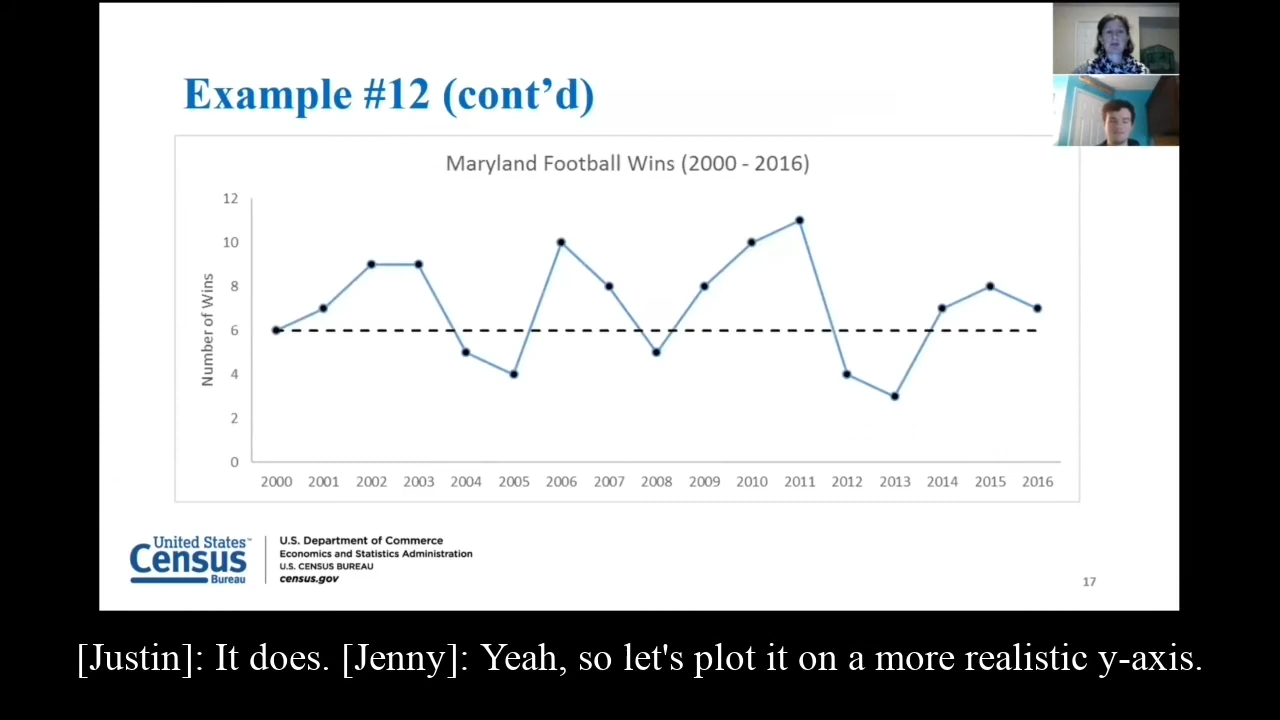 Example #12 (cont’d)
Maryland Football Wins (2000 - 2016)
Number of Wins
12
10
8
6
4
2
0
2000 2001 2002 2003 2004 2005 2006 2007 2008 2009 2010 2011 2012 2013 2014 2015 2016
United States™
Census
Bureau
U.S. Department of Commerce
Economics and Statistics Administration
U.S. CENSUS BUREAU
census.gov
17
[Justin]: It does. [Jenny]: Yeah, so let's plot it on a more realistic y-axis.